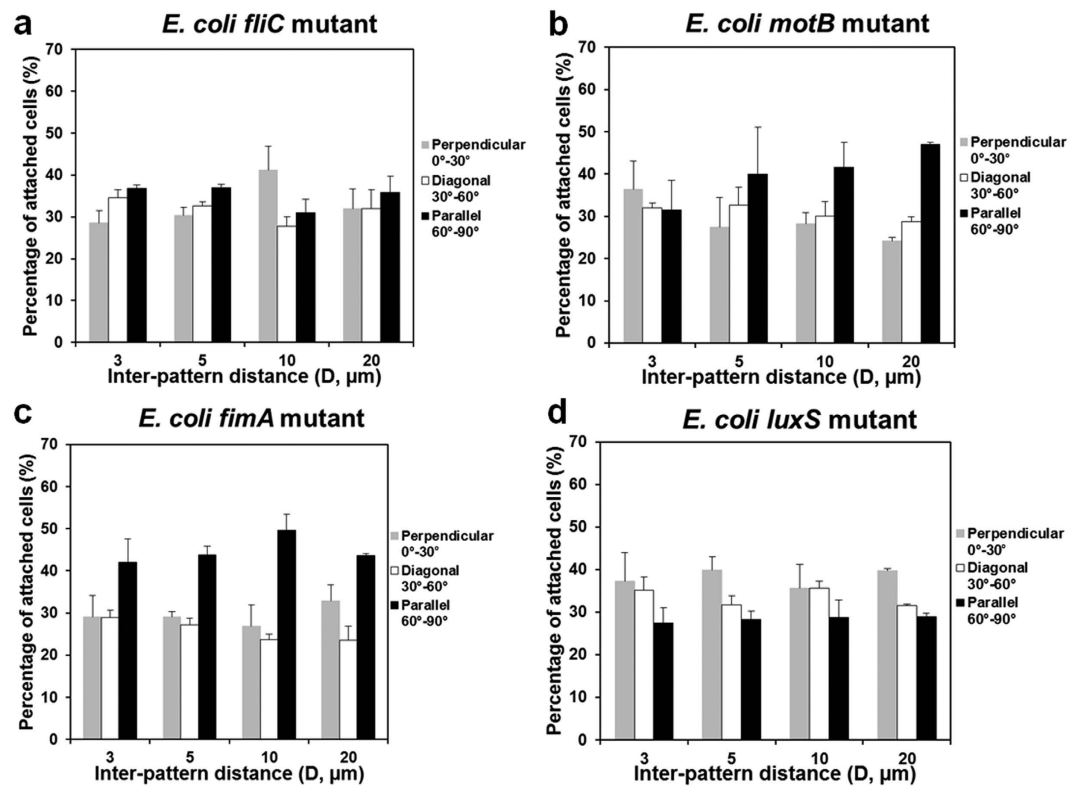 a
E. coli fliC mutant
Percentage of attached cells (%)
70
60
50
40
30
20
10
0
3 5 10 20
Inter-pattern distance (D, µm)
Perpendicular
0°-30°
Diagonal
30°-60°
Parallel
60°-90°
b
E. coli motB mutant
Percentage of attached cells (%)
70
60
50
40
30
20
10
0
3 5 10 20
Inter-pattern distance (D, µm)
Perpendicular
0°-30°
Diagonal
30°-60°
Parallel
60°-90°
c
E. coli fimA mutant
Percentage of attached cells (%)
70
60
50
40
30
20
10
0
3 5 10 20
Inter-pattern distance (D, µm)
Perpendicular
0°-30°
Diagonal
30°-60°
Parallel
60°-90°
d
E. coli luxS mutant
Percentage of attached cells (%)
70
60
50
40
30
20
10
0
3 5 10 20
Inter-pattern distance (D, µm)
Perpendicular
0°-30°
Diagonal
30°-60°
Parallel
60°-90°